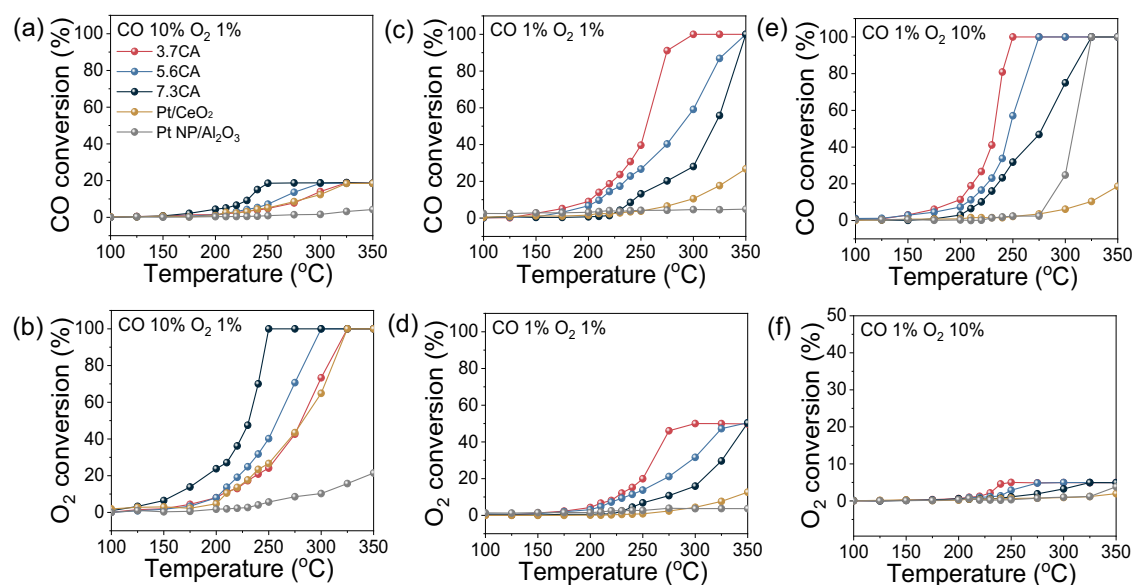 (a)
CO 10% O₂ 1%
3.7CA
5.6CA
7.3CA
Pt/CeO₂
Pt NP/Al₂O₃
CO conversion (%)
100
80
60
40
20
0
100 150 200 250 300 350
Temperature (°C)
(c)
CO 1% O₂ 1%
CO conversion (%)
100
80
60
40
20
0
100 150 200 250 300 350
Temperature (°C)
(e)
CO 1% O₂ 10%
CO conversion (%)
100
80
60
40
20
0
100 150 200 250 300 350
Temperature (°C)
(b)
CO 10% O₂ 1%
O₂ conversion (%)
100
80
60
40
20
0
100 150 200 250 300 350
Temperature (°C)
(d)
CO 1% O₂ 1%
O₂ conversion (%)
100
80
60
40
20
0
100 150 200 250 300 350
Temperature (°C)
(f)
CO 1% O₂ 10%
O₂ conversion (%)
50
40
30
20
10
0
100 150 200 250 300 350
Temperature (°C)